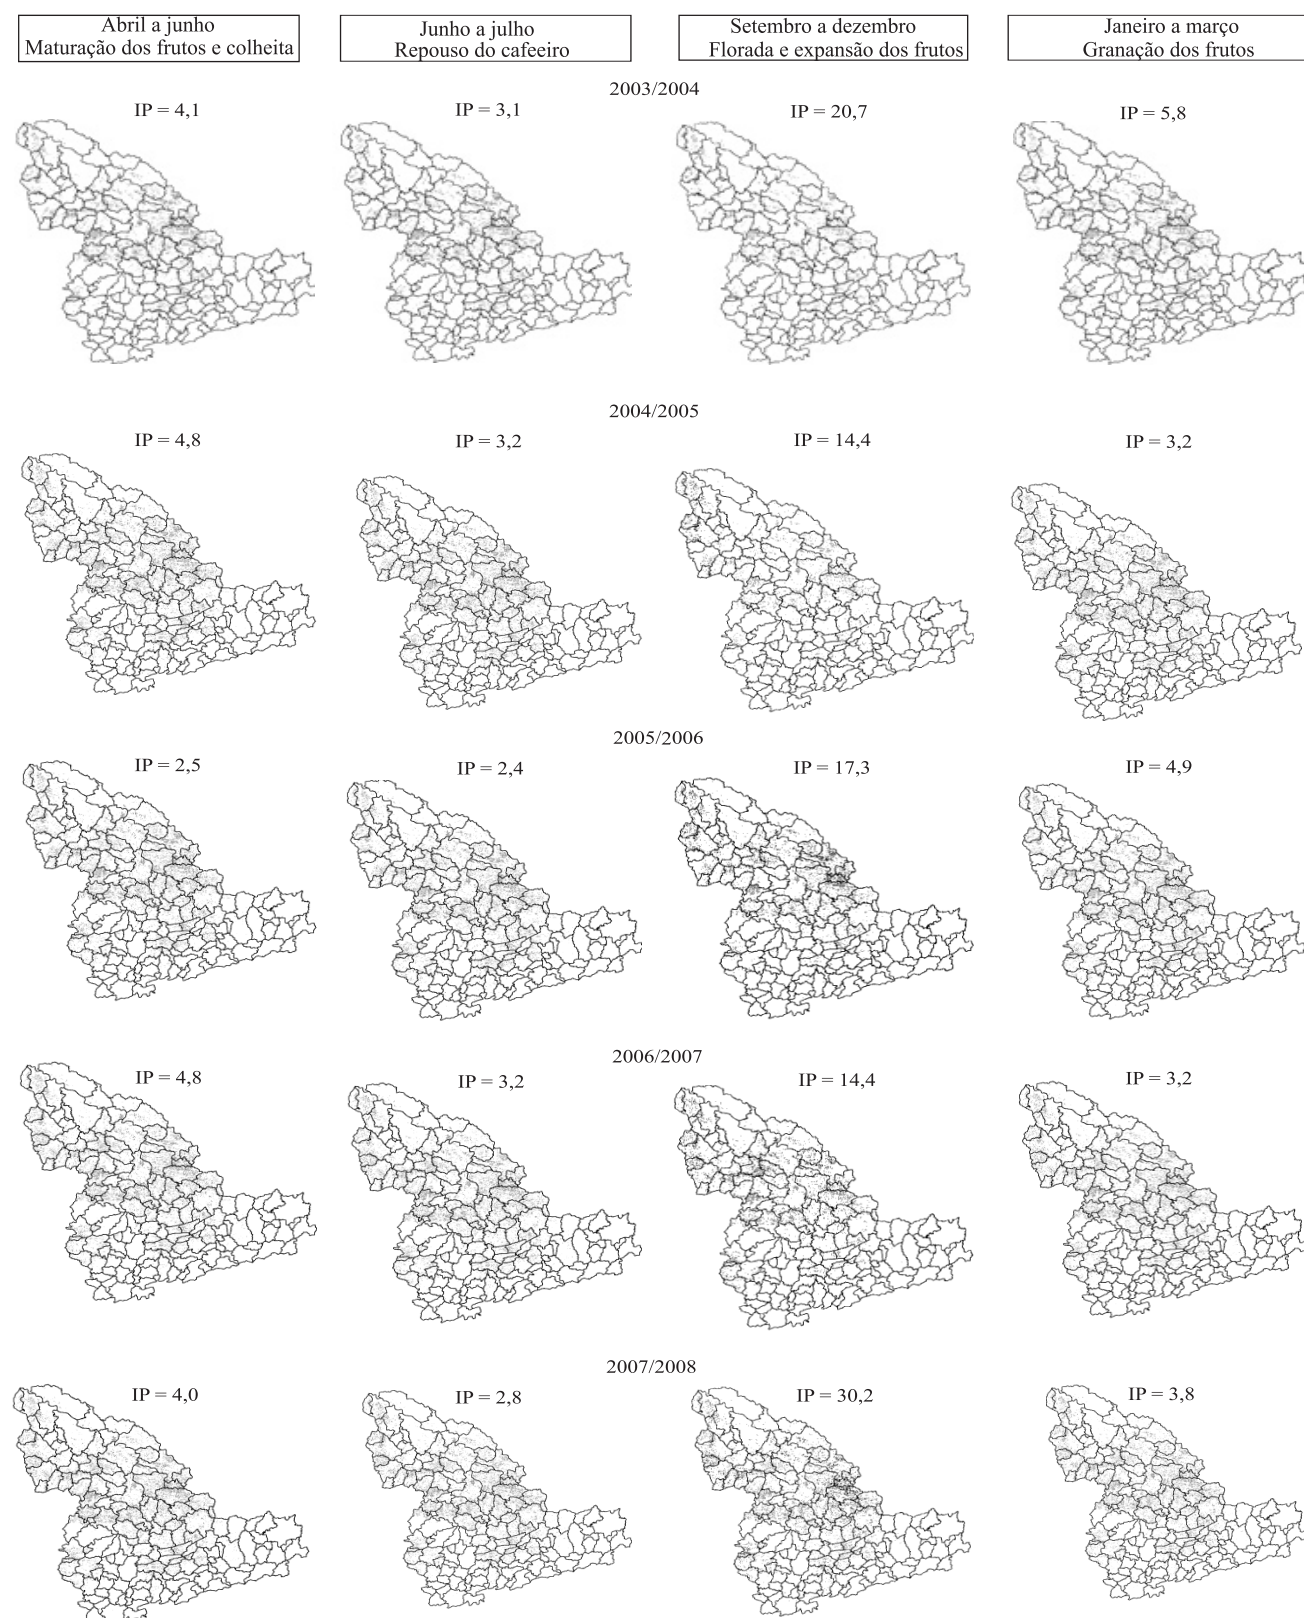 Abril a junho
Maturação dos frutos e colheita
Junho a julho
Repouso do cafeeiro
Setembro a dezembro
Florada e expansão dos frutos
Janeiro a março
Granação dos frutos
2003/2004
IP = 4,1
IP = 3,1
IP = 20,7
IP = 5,8
2004/2005
IP = 4,8
IP = 3,2
IP = 14,4
IP = 3,2
2005/2006
IP = 2,5
IP = 2,4
IP = 17,3
IP = 4,9
2006/2007
IP = 4,8
IP = 3,2
IP = 14,4
IP = 3,2
2007/2008
IP = 4,0
IP = 2,8
IP = 30,2
IP = 3,8